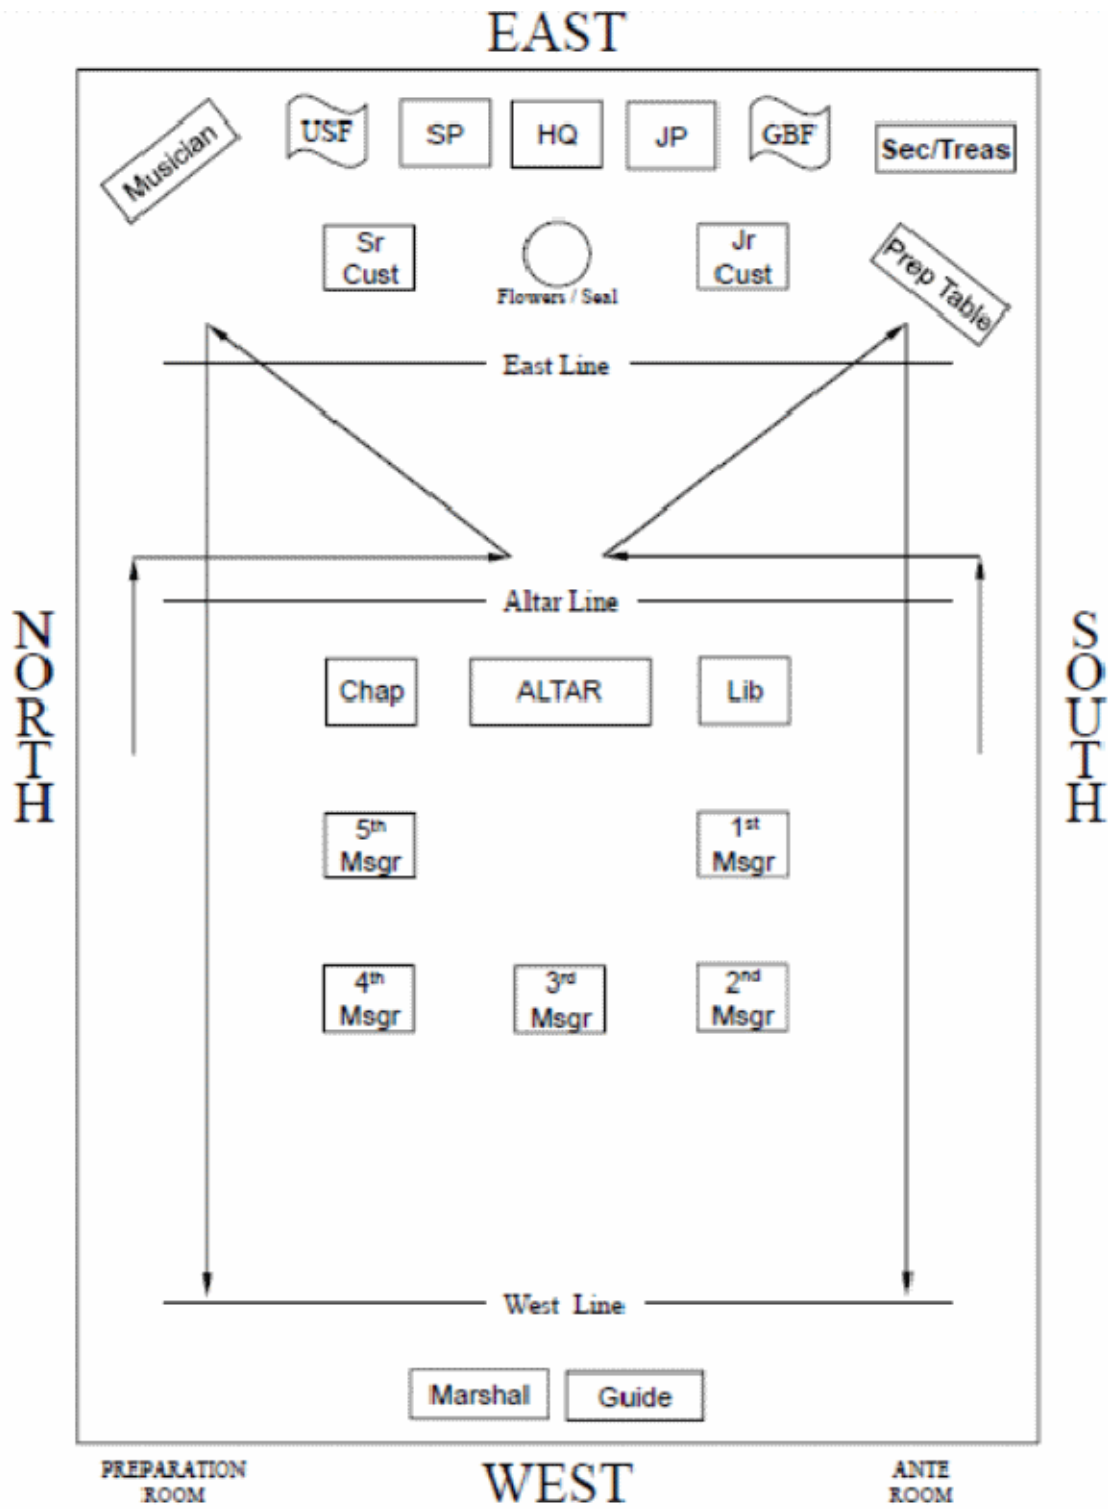 EAST
Musician
USF
SP
HQ
JP
GBF
Sec/Treas
Sr
Cust
Flowers / Seal
Jr
Cust
Prep Table
East Line
Altar Line
NORTH
SOUTH
Chap
ALTAR
Lib
5th
Msgr
1st
Msgr
4th
Msgr
3rd
Msgr
2nd
Msgr
West Line
Marshal
Guide
PREPARATION
ROOM
WEST
ANTE
ROOM